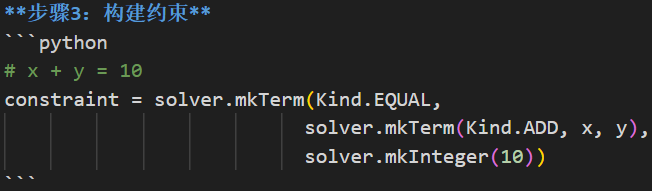 **步骤3：构建约束**
```python
# x + y = 10
constraint = solver.mkTerm(Kind.EQUAL,
                           solver.mkTerm(Kind.ADD, x, y),
                           solver.mkInteger(10))
```